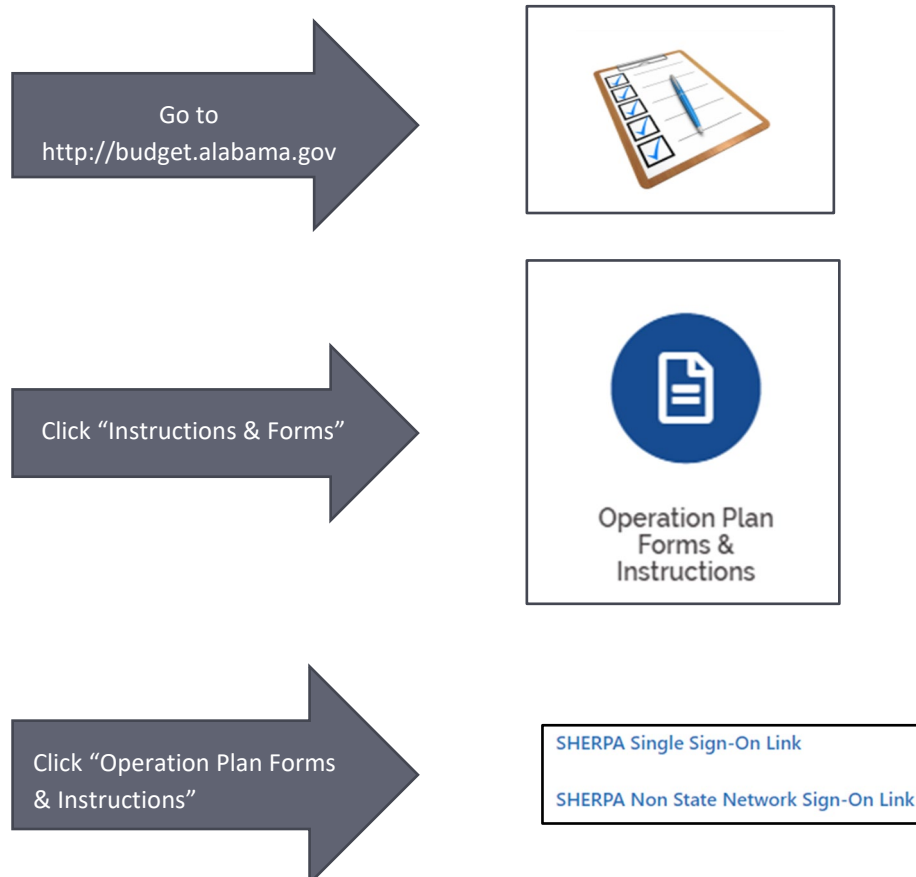 Go to
http://budget.alabama.gov
Click “Instructions & Forms”
Operation Plan
Forms &
Instructions
Click “Operation Plan Forms
& Instructions”
SHERPA Single Sign-On Link
SHERPA Non State Network Sign-On Link